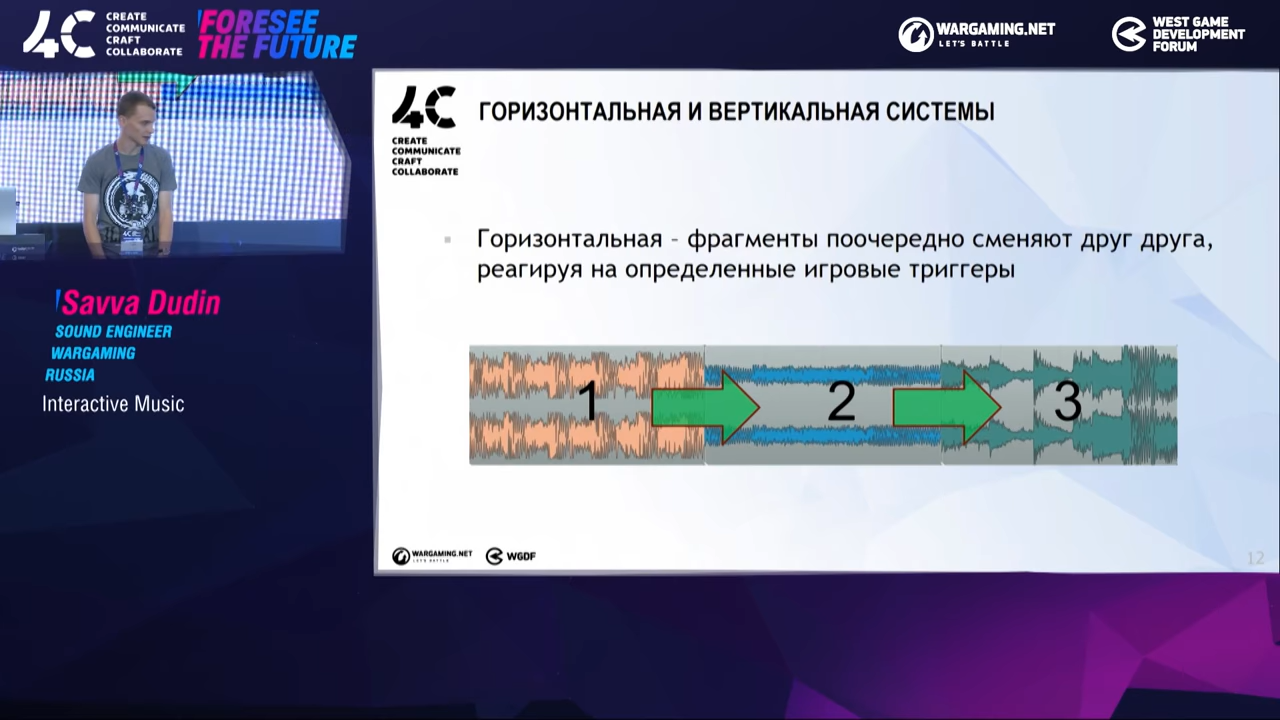 4C
CREATE
COMMUNICATE
CRAFT
COLLABORATE
FORESEE
THE FUTURE
WARGAMING.NET
LET'S BATTLE
WEST GAME
DEVELOPMENT
FORUM
Savva Dudin
SOUND ENGINEER
WARGAMING
RUSSIA
Interactive Music
4C
CREATE
COMMUNICATE
CRAFT
COLLABORATE
ГОРИЗОНТАЛЬНАЯ И ВЕРТИКАЛЬНАЯ СИСТЕМЫ
Горизонтальная - фрагменты поочередно сменяют друг друга,
реагируя на определенные игровые триггеры
1
2
3
WARGAMING.NET
LET'S BATTLE
WGDF
12